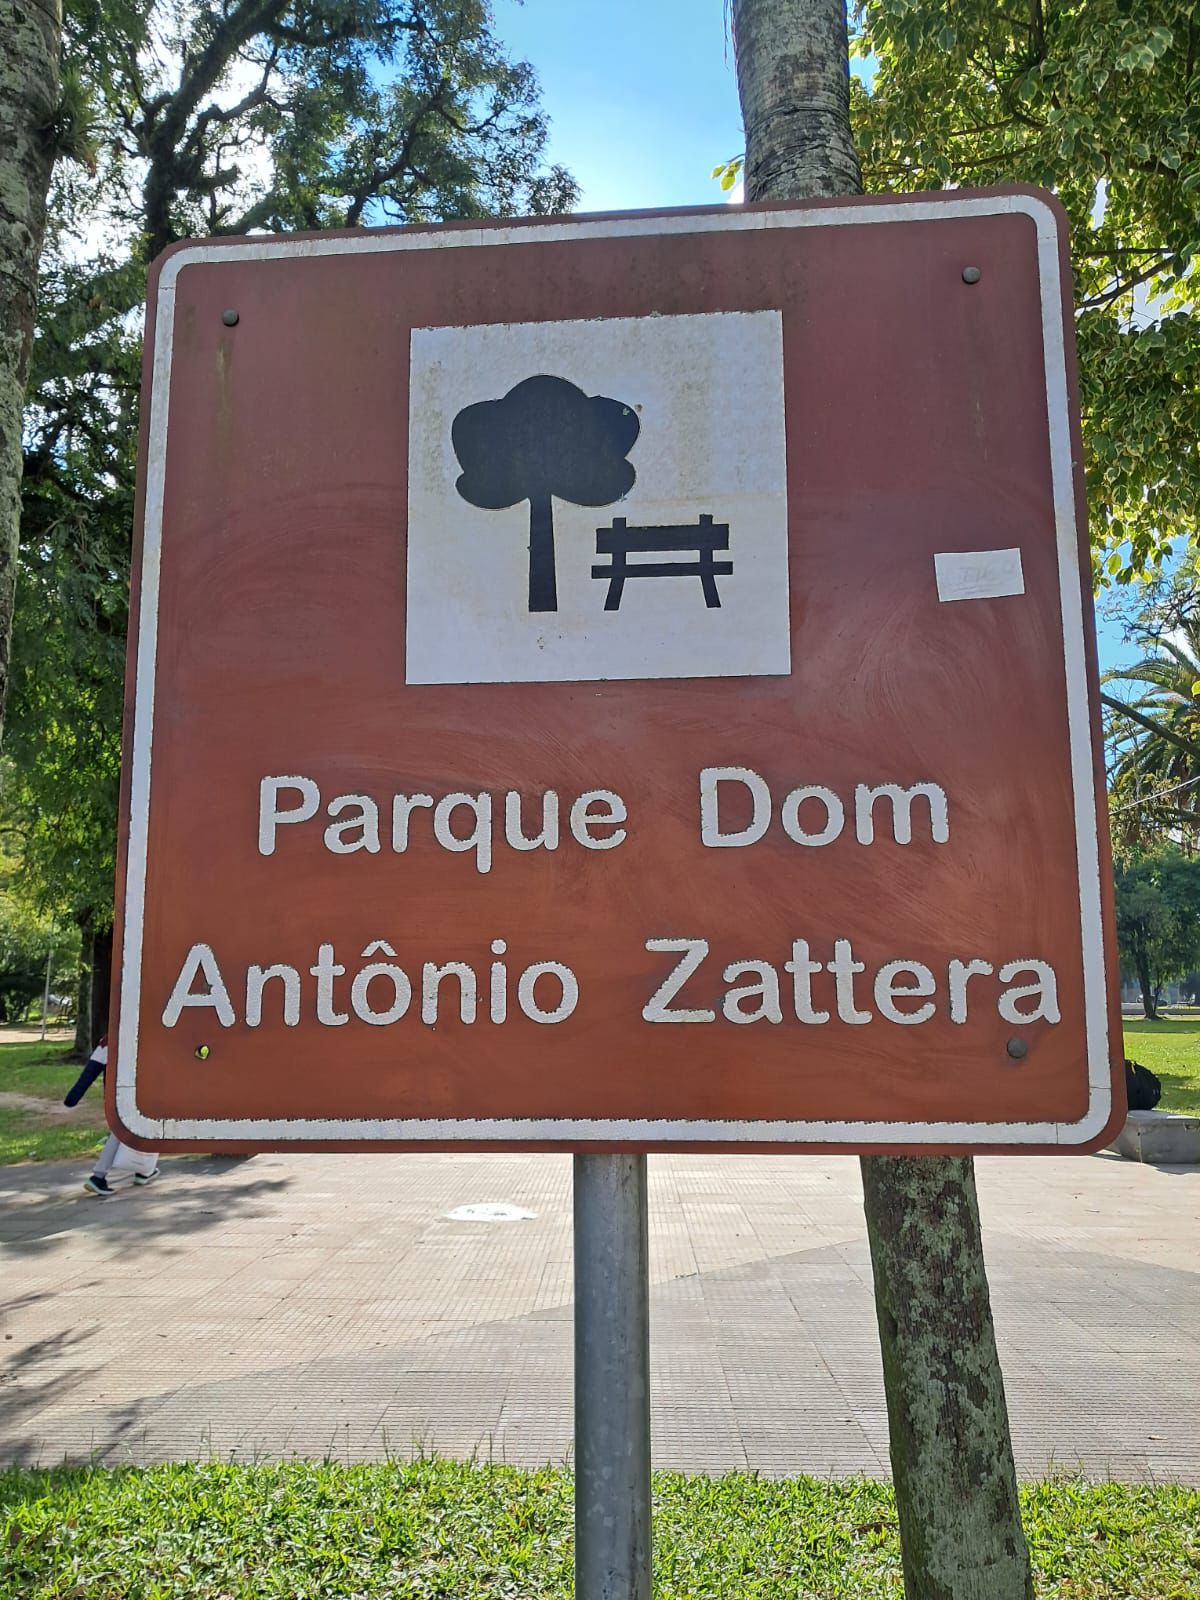 Parque Dom
Antônio Zattera